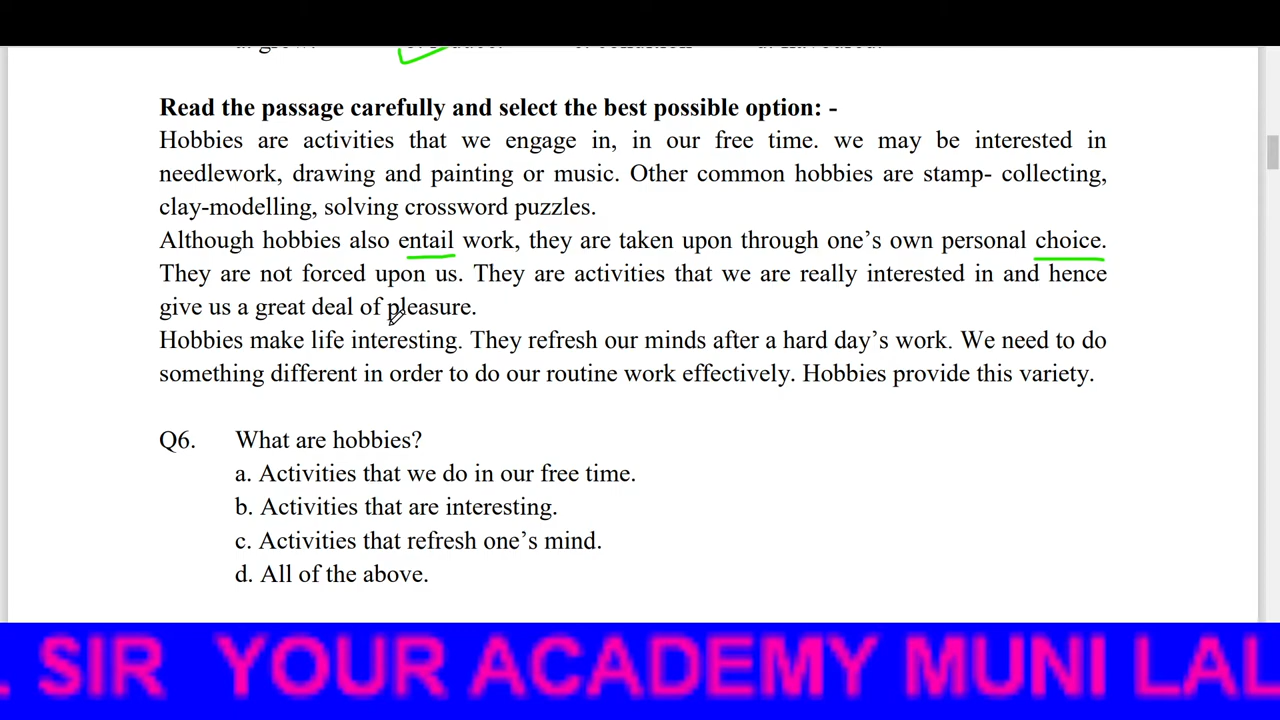 Read the passage carefully and select the best possible option: -
Hobbies are activities that we engage in, in our free time. we may be interested in
needlework, drawing and painting or music. Other common hobbies are stamp- collecting,
clay-modelling, solving crossword puzzles.
Although hobbies also entail work, they are taken upon through one’s own personal choice.
They are not forced upon us. They are activities that we are really interested in and hence
give us a great deal of pleasure.
Hobbies make life interesting. They refresh our minds after a hard day’s work. We need to do
something different in order to do our routine work effectively. Hobbies provide this variety.
Q6. What are hobbies?
a. Activities that we do in our free time.
b. Activities that are interesting.
c. Activities that refresh one’s mind.
d. All of the above.
. SIR YOUR ACADEMY MUNI LAL